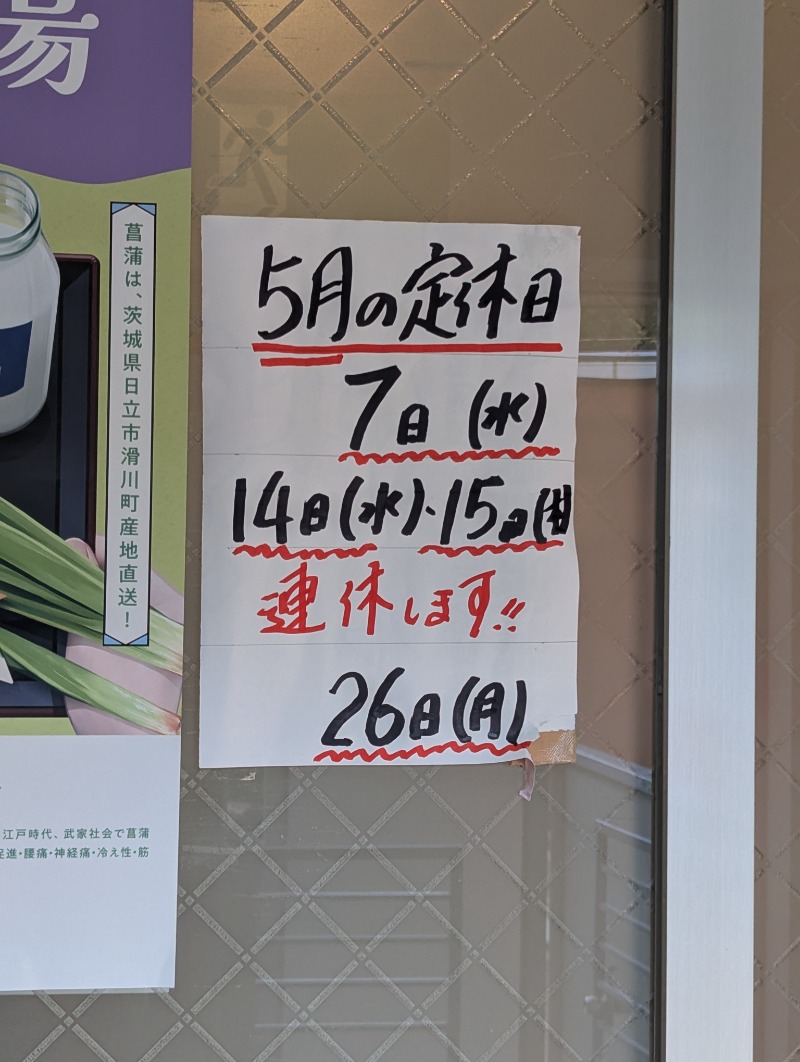 湯
菖蒲は、茨城県日立市滑川町産地直送！
江戸時代、武家社会で菖蒲
促進・腰痛・神経痛・冷え性・筋
5月の定休日
7日(水)
14日(水)・15日(木)
連休します!!
26日(月)